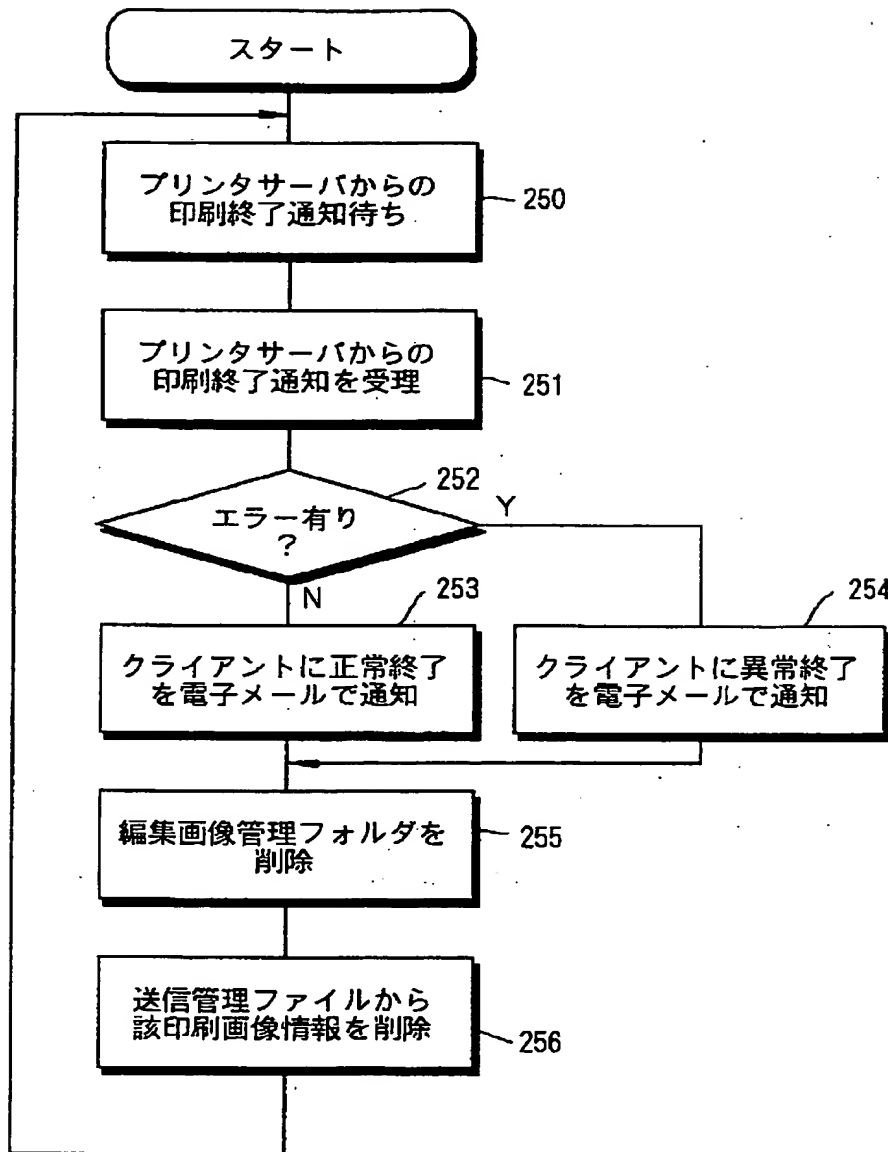 スタート
プリンタサーバからの
印刷終了通知待ち
250
プリンタサーバからの
印刷終了通知を受理
251
252
エラー有り
?
Y
N
253
254
クライアントに正常終了
を電子メールで通知
クライアントに異常終了
を電子メールで通知
編集画像管理フォルダを
削除
255
送信管理ファイルから
該印刷画像情報を削除
256